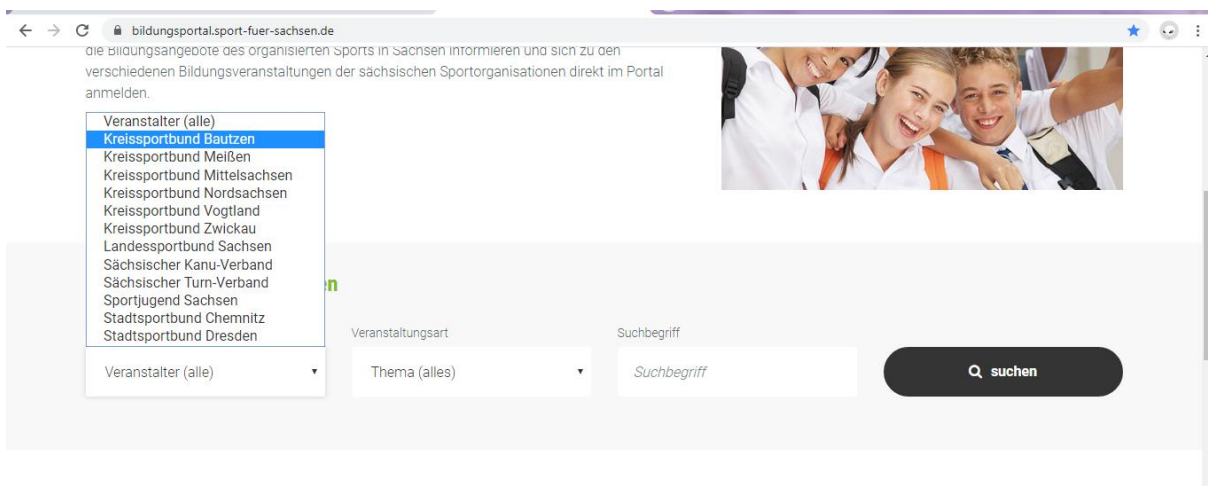 bildungsportal.sport-fuer-sachsen.de
die Bildungsangebote des organisierten Sports in Sachsen informieren und sich zu den
verschiedenen Bildungsveranstaltungen der sächsischen Sportorganisationen direkt im Portal
anmelden.
Veranstalter (alle)
Kreissportbund Bautzen
Kreissportbund Meißen
Kreissportbund Mittelsachsen
Kreissportbund Nordsachsen
Kreissportbund Vogtland
Kreissportbund Zwickau
Landessportbund Sachsen
Sächsischer Kanu-Verband
Sächsischer Turn-Verband
Sportjugend Sachsen
Stadtsportbund Chemnitz
Stadtsportbund Dresden
Veranstaltungsart
Suchbegriff
Veranstalter (alle)
Thema (alles)
Suchbegriff
suchen